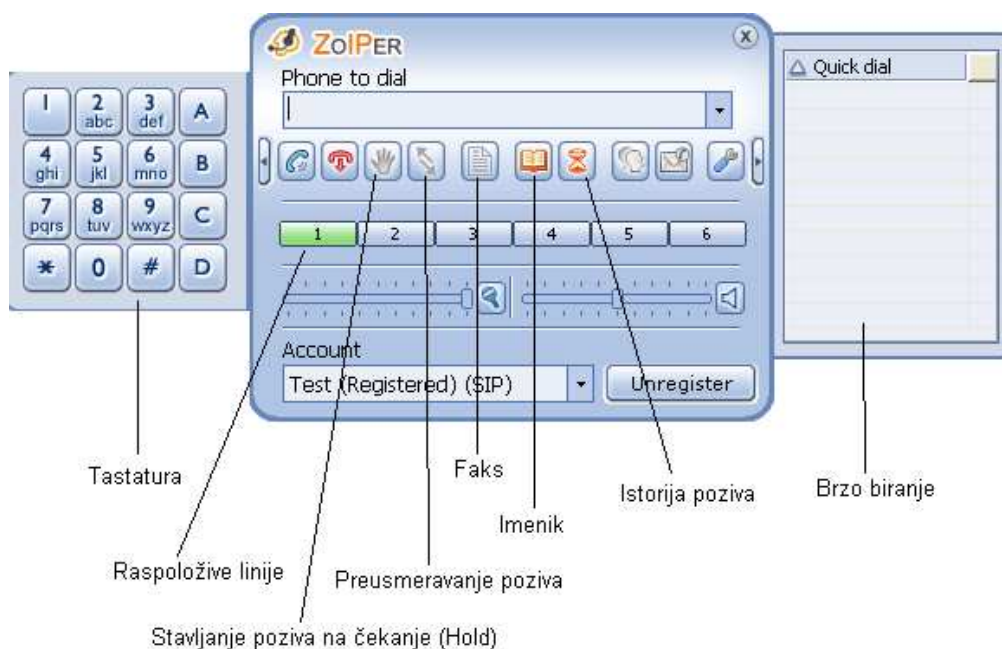 ZOIPER
Phone to dial
Quick dial
1
2 abc
3 def
A
4 ghi
5 jkl
6 mno
B
7 pqrs
8 tuv
9 wxyz
C
*
0
#
D
1 2 3 4 5 6
Account
Test (Registered) (SIP)
Unregister
Tastatura
Faks
Istorija poziva
Brzo biranje
Imenik
Raspoložive linije
Preusmeravanje poziva
Stavljanje poziva na čekanje (Hold)